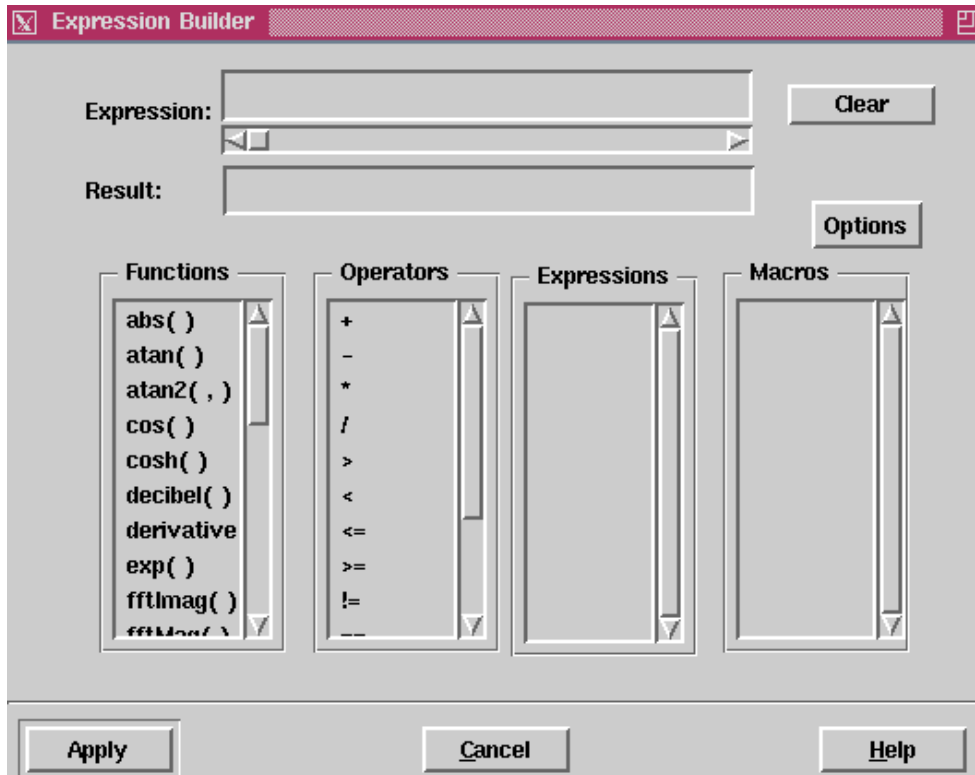 Expression Builder
Expression:
Clear
Result:
Options
Functions
abs( )
atan( )
atan2( , )
cos( )
cosh( )
decibel( )
derivative
exp( )
fftImag( )
fftMag( )
Operators
+
-
*
/
>
<
<=
>=
!=
==
Expressions
Macros
Apply
Cancel
Help